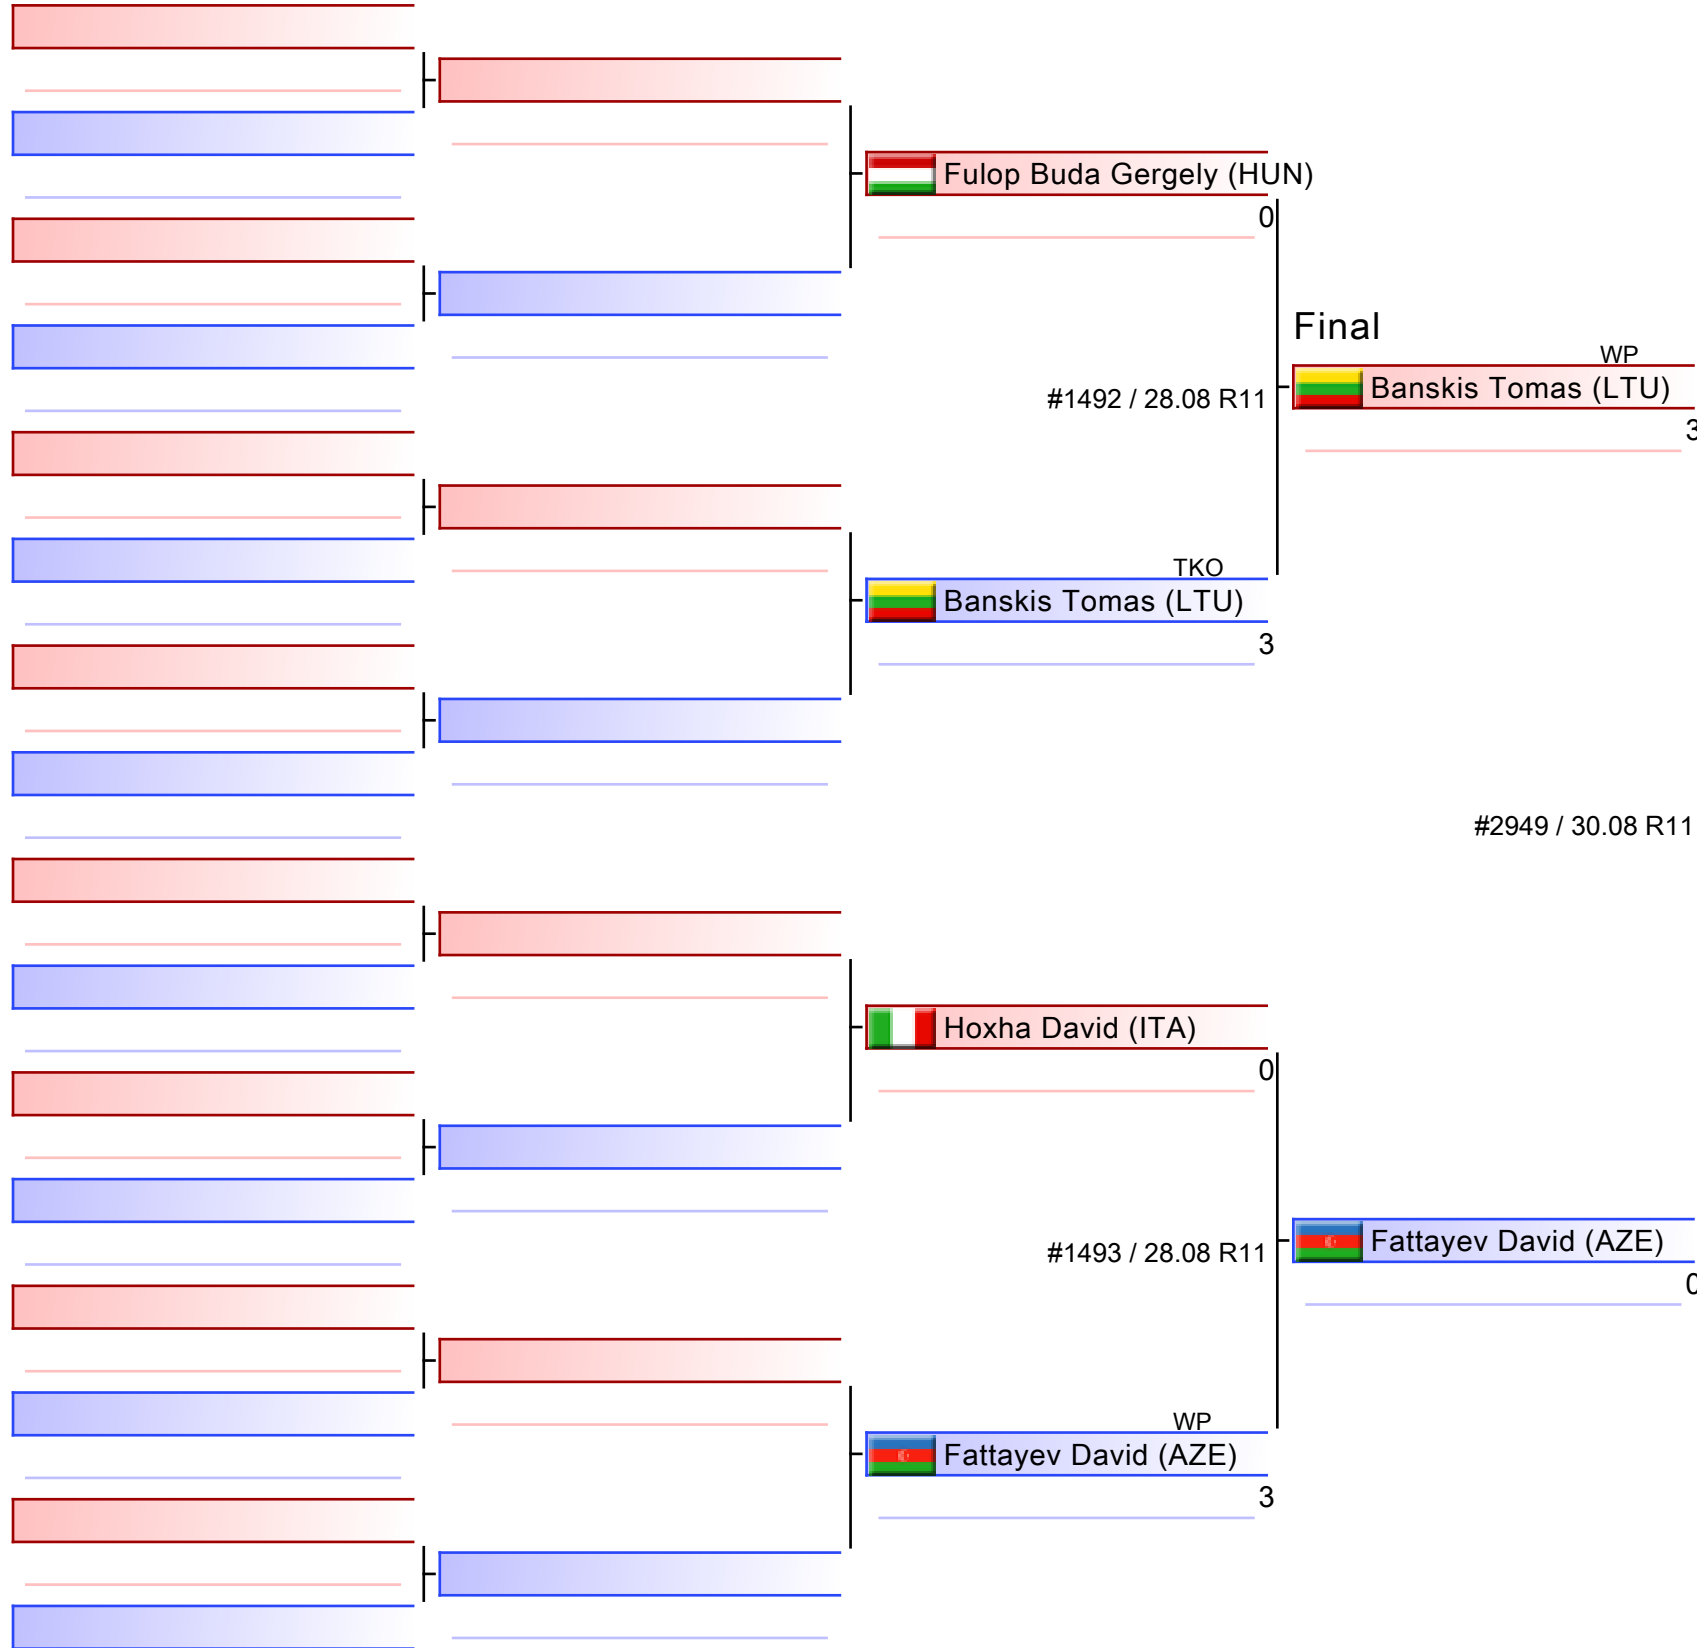 Fulop Buda Gergely (HUN)
0
Final
WP
Banskis Tomas (LTU)
3
#1492 / 28.08 R11
TKO
Banskis Tomas (LTU)
3
#2949 / 30.08 R11
Hoxha David (ITA)
0
#1493 / 28.08 R11
Fattayev David (AZE)
0
WP
Fattayev David (AZE)
3